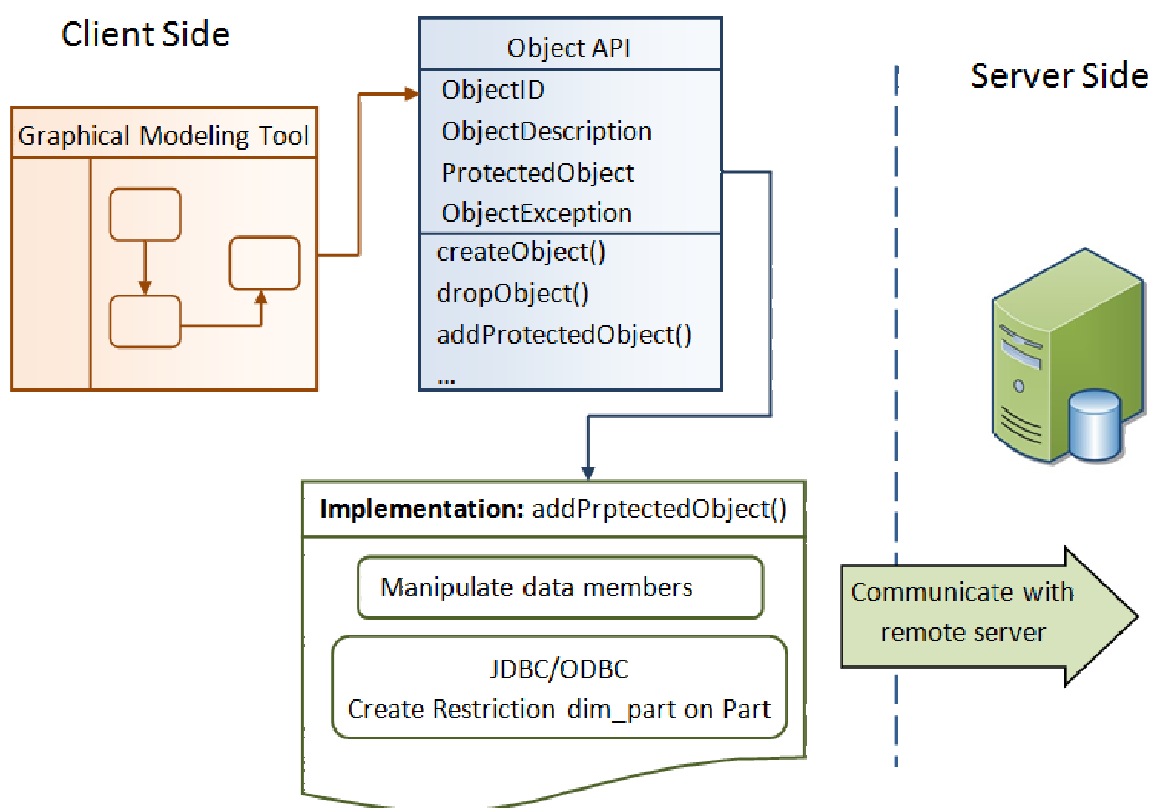 Client Side
Server Side
Graphical Modeling Tool
Object API
ObjectID
ObjectDescription
ProtectedObject
ObjectException
createObject()
dropObject()
addProtectedObject()
...
Implementation: addPrptectedObject()
Manipulate data members
JDBC/ODBC
Create Restriction dim_part on Part
Communicate with
remote server